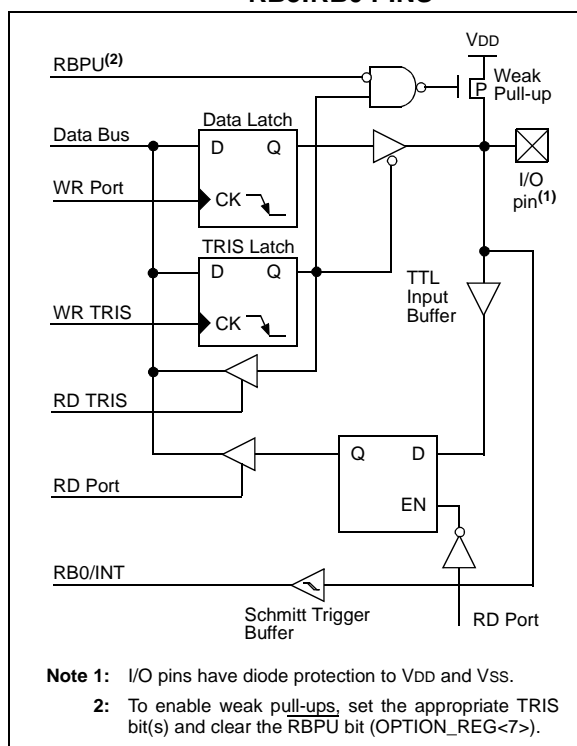 RB3:RB0 PINS
RBPU(2)
VDD
P
Weak
Pull-up
Data Bus
Data Latch
D Q
WR Port
CK
I/O
pin(1)
TRIS Latch
D Q
WR TRIS
CK
TTL
Input
Buffer
RD TRIS
Q D
RD Port
EN
RB0/INT
Schmitt Trigger
Buffer
RD Port
Note 1: I/O pins have diode protection to VDD and VSS.
2: To enable weak pull-ups, set the appropriate TRIS
bit(s) and clear the RBPU bit (OPTION_REG<7>).